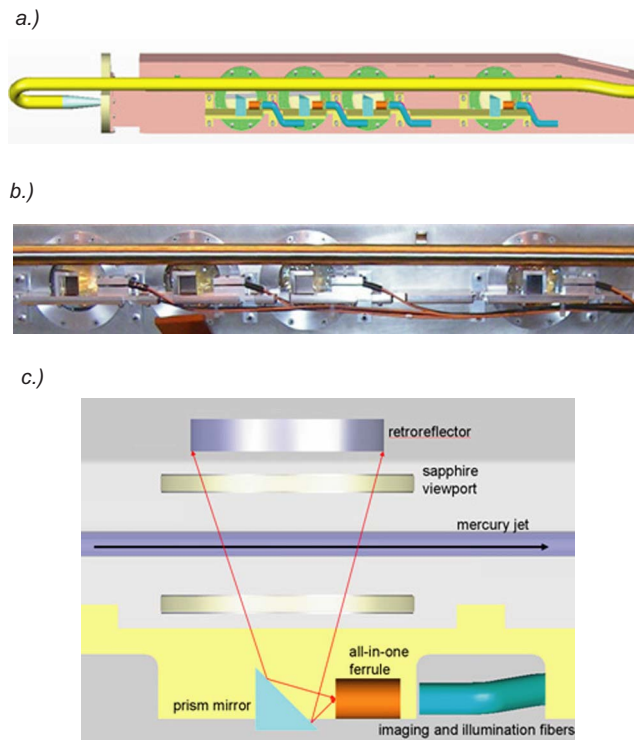 a.)
b.)
c.)
retroreflector
sapphire
viewport
mercury jet
all-in-one
ferrule
prism mirror
imaging and illumination fibers